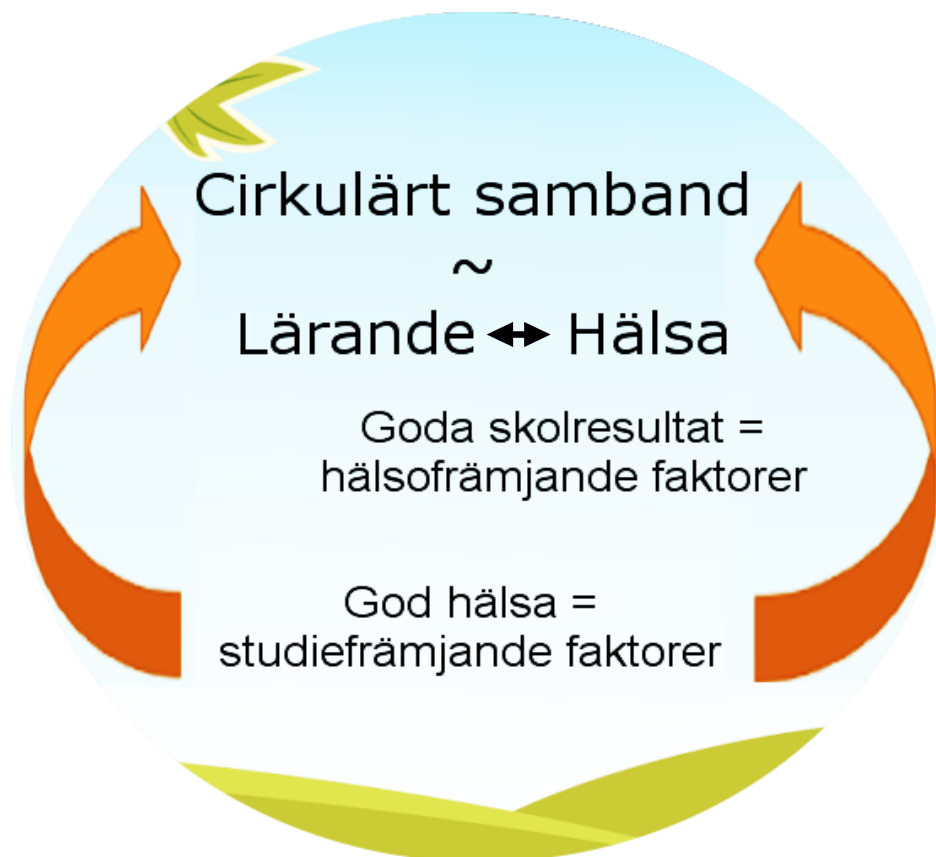 Cirkulärt samband
~
Lärande ↔ Hälsa
Goda skolresultat =
hälsofrämjande faktorer
God hälsa =
studiefrämjande faktorer